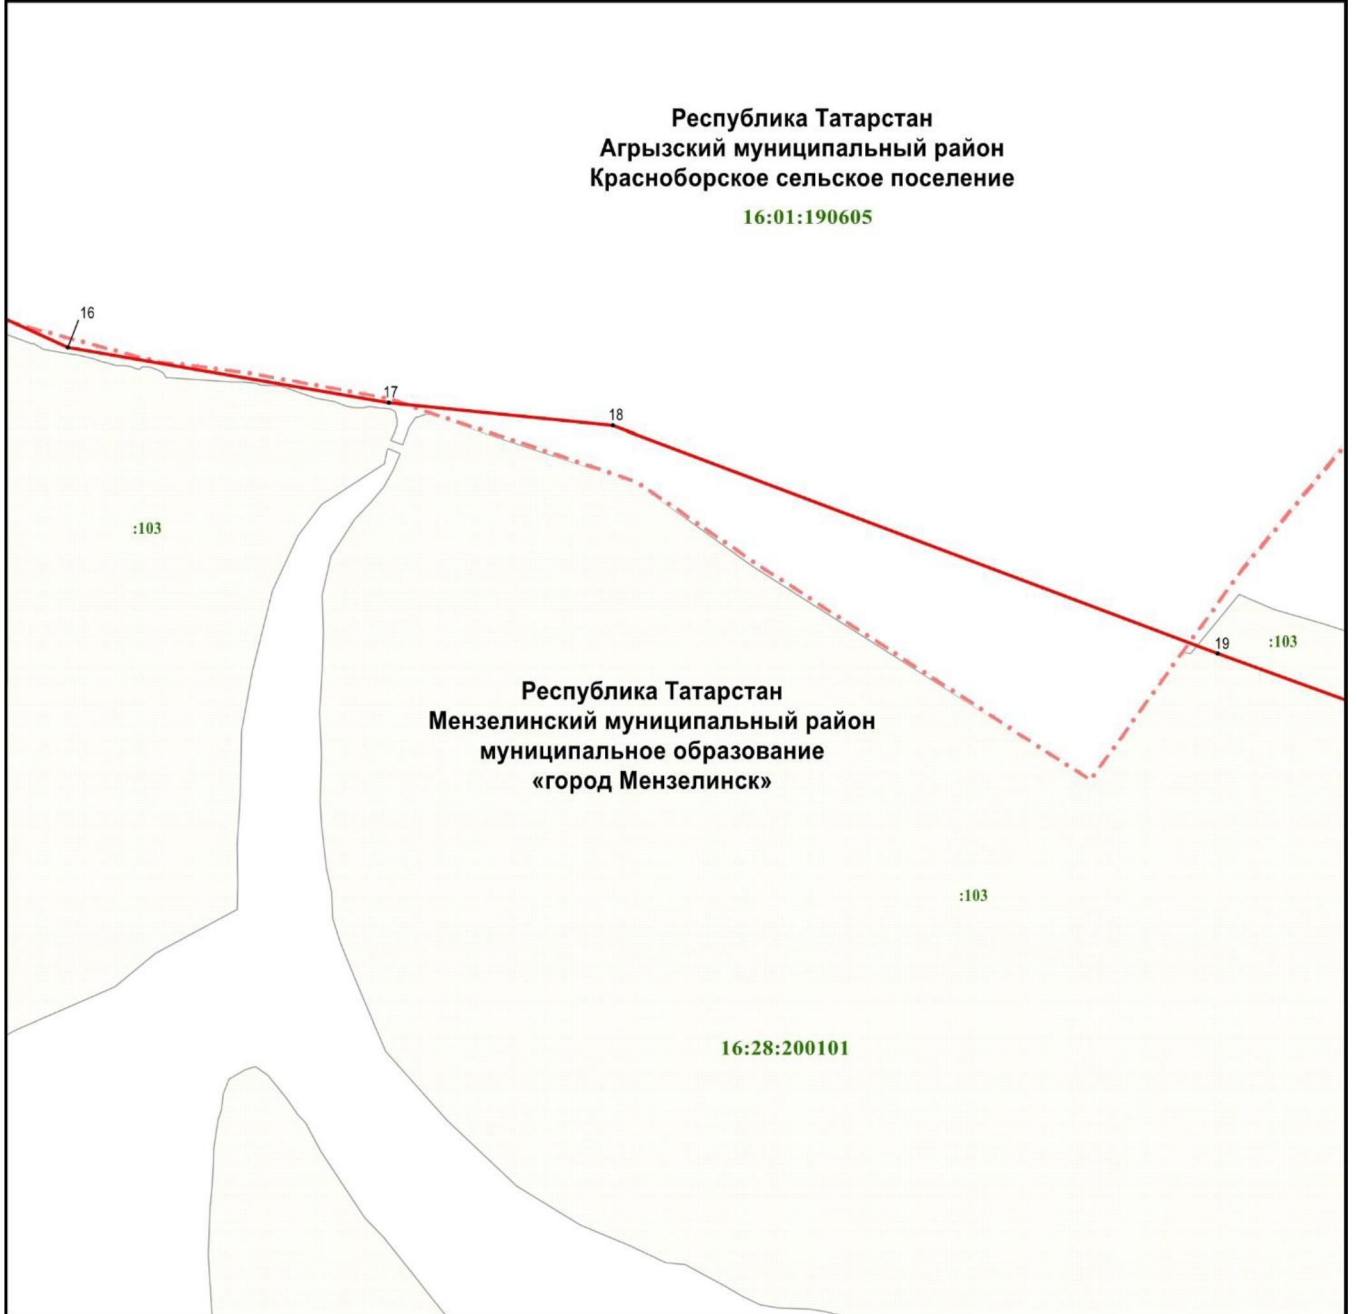 Республика Татарстан
Агрызский муниципальный район
Красноборское сельское поселение
16:01:190605
16
17
18
:103
19
:103
Республика Татарстан
Мензелинский муниципальный район
муниципальное образование
«город Мензелинск»
:103
16:28:200101